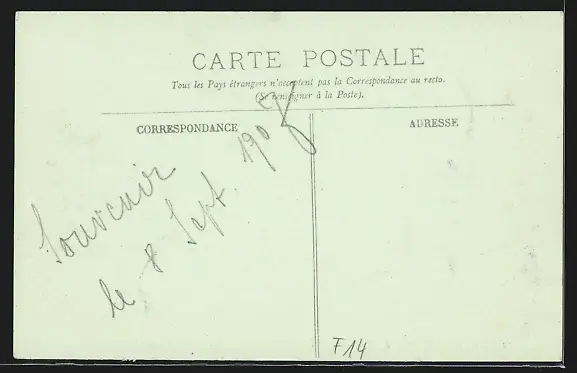 CARTE POSTALE
Tous les Pays étrangers n'acceptent pas la Correspondance au recto.
(Se renseigner à la Poste).
CORRESPONDANCE
ADRESSE
Souvenir
le 8 Sept. 190
F14